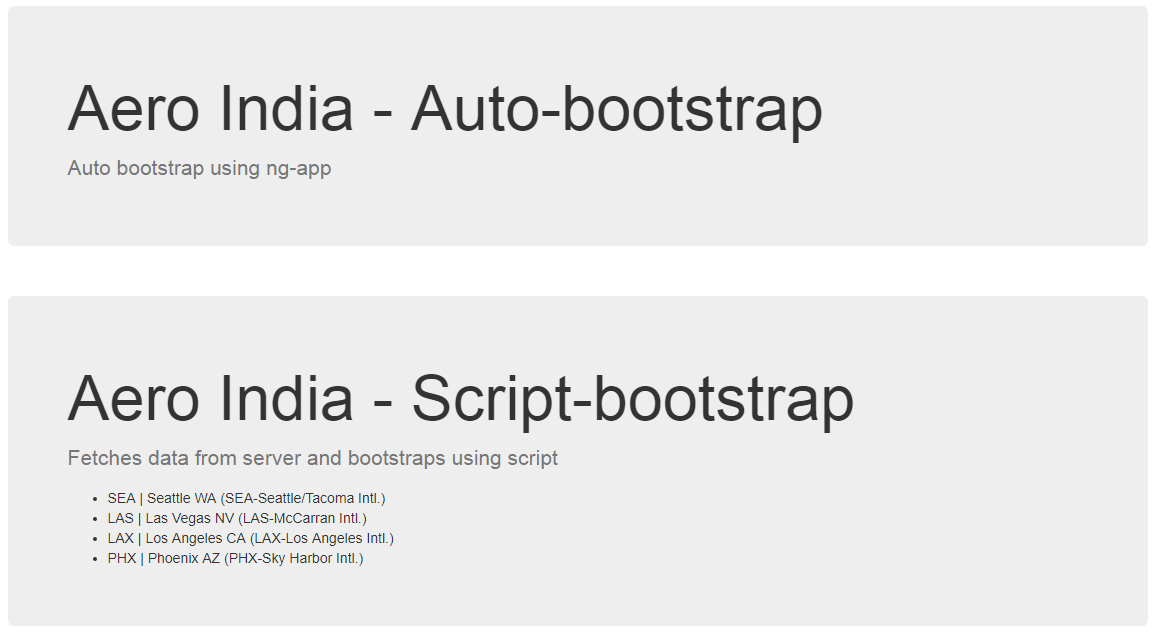 Aero India - Auto-bootstrap
Auto bootstrap using ng-app
Aero India - Script-bootstrap
Fetches data from server and bootstraps using script
• SEA | Seattle WA (SEA-Seattle/Tacoma Intl.)
• LAS | Las Vegas NV (LAS-McCarran Intl.)
• LAX | Los Angeles CA (LAX-Los Angeles Intl.)
• PHX | Phoenix AZ (PHX-Sky Harbor Intl.)